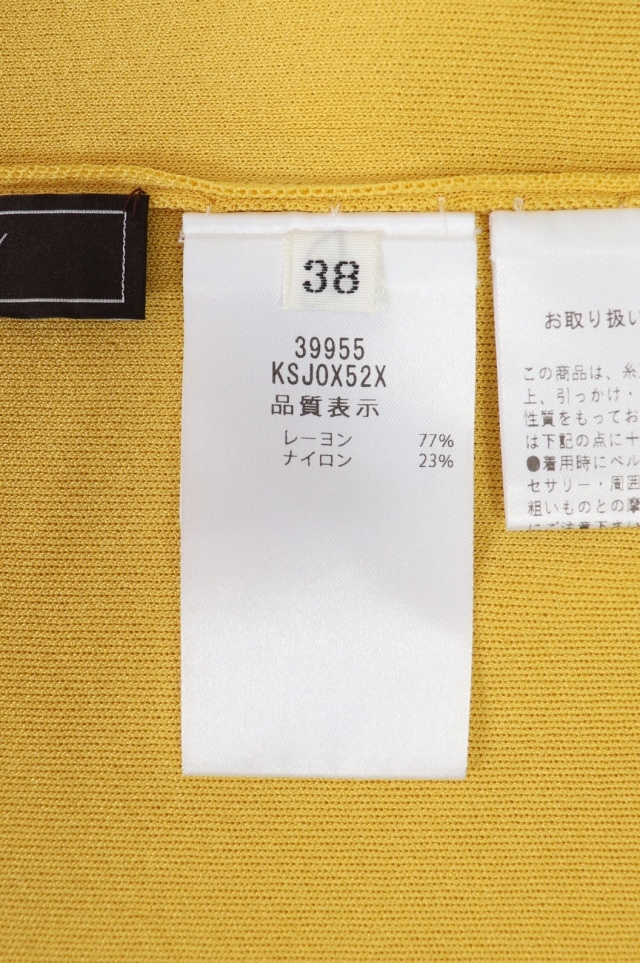 38
39955
KSJ0X52X
品質表示
レーヨン 77%
ナイロン 23%
お取り扱い
この商品は、糸
上、引っかけ・
性質をもってお
は下記の点に十
●着用時にベル
セサリー・周囲
粗いものとの摩
にご注意下さい